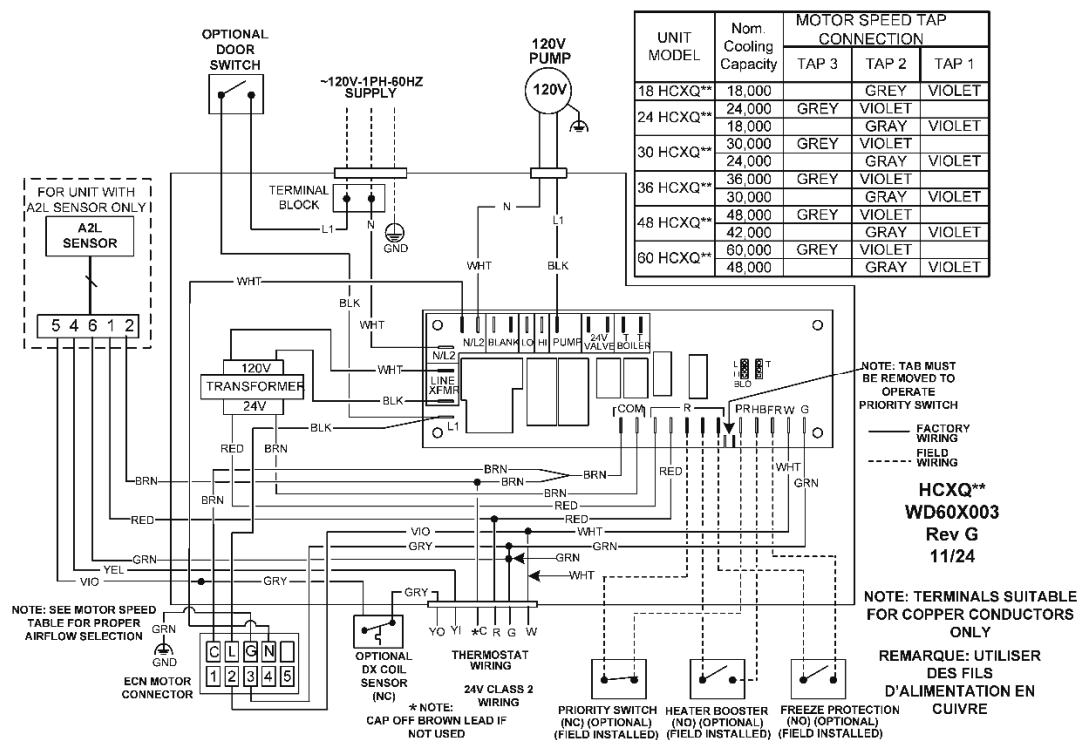 OPTIONAL
DOOR
SWITCH
~120V-1PH-60HZ
SUPPLY
120V
PUMP
120V
UNIT
MODEL
Nom.
Cooling
Capacity
MOTOR SPEED TAP
CONNECTION
TAP 3 TAP 2 TAP 1
18 HCXQ** 18,000 GREY VIOLET
24 HCXQ** 24,000 GREY VIOLET
18,000 GRAY VIOLET
30 HCXQ** 30,000 GREY VIOLET
24,000 GRAY VIOLET
36 HCXQ** 36,000 GREY VIOLET
30,000 GRAY VIOLET
48 HCXQ** 48,000 GREY VIOLET
42,000 GRAY VIOLET
60 HCXQ** 60,000 GREY VIOLET
48,000 GRAY VIOLET
FOR UNIT WITH
A2L SENSOR ONLY
A2L
SENSOR
5 4 6 1 2
TERMINAL
BLOCK
L1
N
GND
N
L1
WHT
BLK
WHT
BLK
WHT
N/L2
BLANK
LO
HI
PUMP
24V
VALVE
T T
BOILER
N/L2
LINE
XFMR
L1
120V
TRANSFORMER
24V
WHT
BLK
BLK
RED
BRN
L
H
BLO
T
COM
R
PR
HB
FR
W
G
NOTE: TAB MUST
BE REMOVED TO
OPERATE
PRIORITY SWITCH
FACTORY
WIRING
FIELD
WIRING
HCXQ**
WD60X003
Rev G
11/24
BRN
BRN
BRN
BRN
BRN
RED
RED
WHT
GRN
RED
RED
VIO
WHT
GRY
GRN
GRN
GRN
YEL
WHT
VIO
GRY
GRY
NOTE: SEE MOTOR SPEED
TABLE FOR PROPER
AIRFLOW SELECTION
GRN
GND
C L G N
1 2 3 4 5
ECN MOTOR
CONNECTOR
OPTIONAL
DX COIL
SENSOR
(NC)
YO YI *C R G W
THERMOSTAT
WIRING
24V CLASS 2
WIRING
* NOTE:
CAP OFF BROWN LEAD IF
NOT USED
PRIORITY SWITCH
(NC) (OPTIONAL)
(FIELD INSTALLED)
HEATER BOOSTER
(NO) (OPTIONAL)
(FIELD INSTALLED)
FREEZE PROTECTION
(NO) (OPTIONAL)
(FIELD INSTALLED)
NOTE: TERMINALS SUITABLE
FOR COPPER CONDUCTORS
ONLY
REMARQUE: UTILISER
DES FILS
D'ALIMENTATION EN
CUIVRE